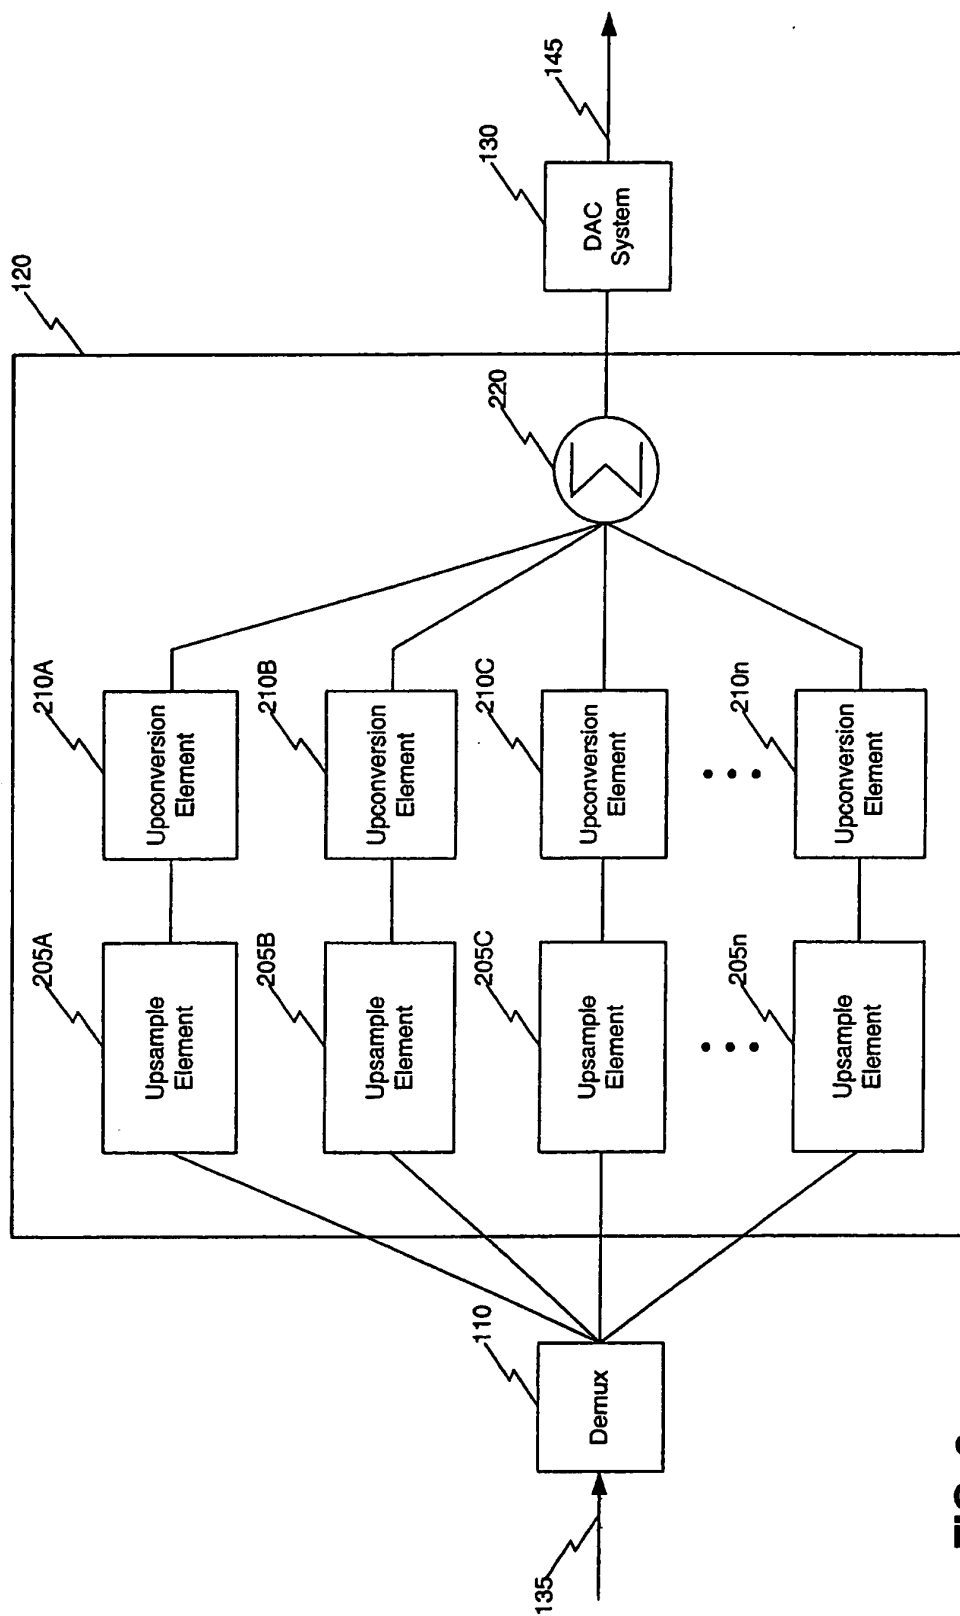 120
205A
210A
Upsample
Element
Upconversion
Element
205B
210B
Upsample
Element
Upconversion
Element
110
205C
210C
220
130
145
135
Demux
Upsample
Element
Upconversion
Element
Σ
DAC
System
205n
210n
Upsample
Element
Upconversion
Element
FIG